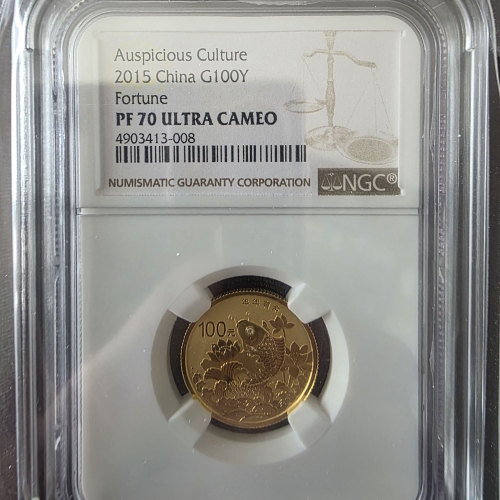 Auspicious Culture
2015 China G100Y
Fortune
PF 70 ULTRA CAMEO
4903413-008
NUMISMATIC GUARANTY CORPORATION
NGC®
100元